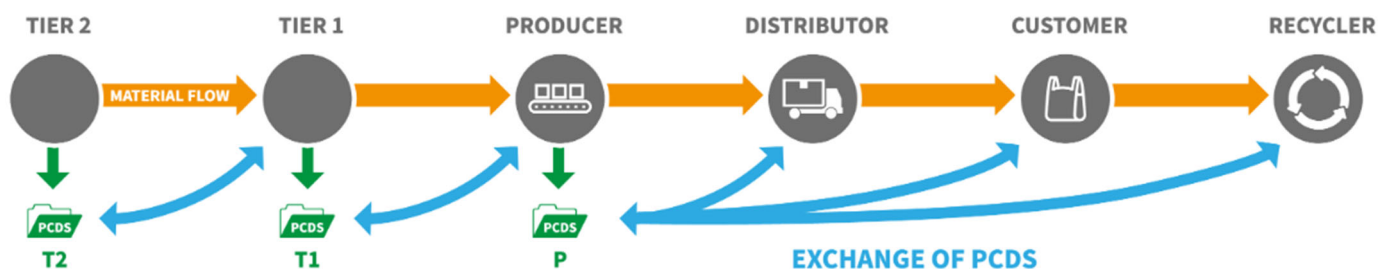 TIER 2
TIER 1
PRODUCER
DISTRIBUTOR
CUSTOMER
RECYCLER
MATERIAL FLOW
PCDS
PCDS
PCDS
T2
T1
P
EXCHANGE OF PCDS